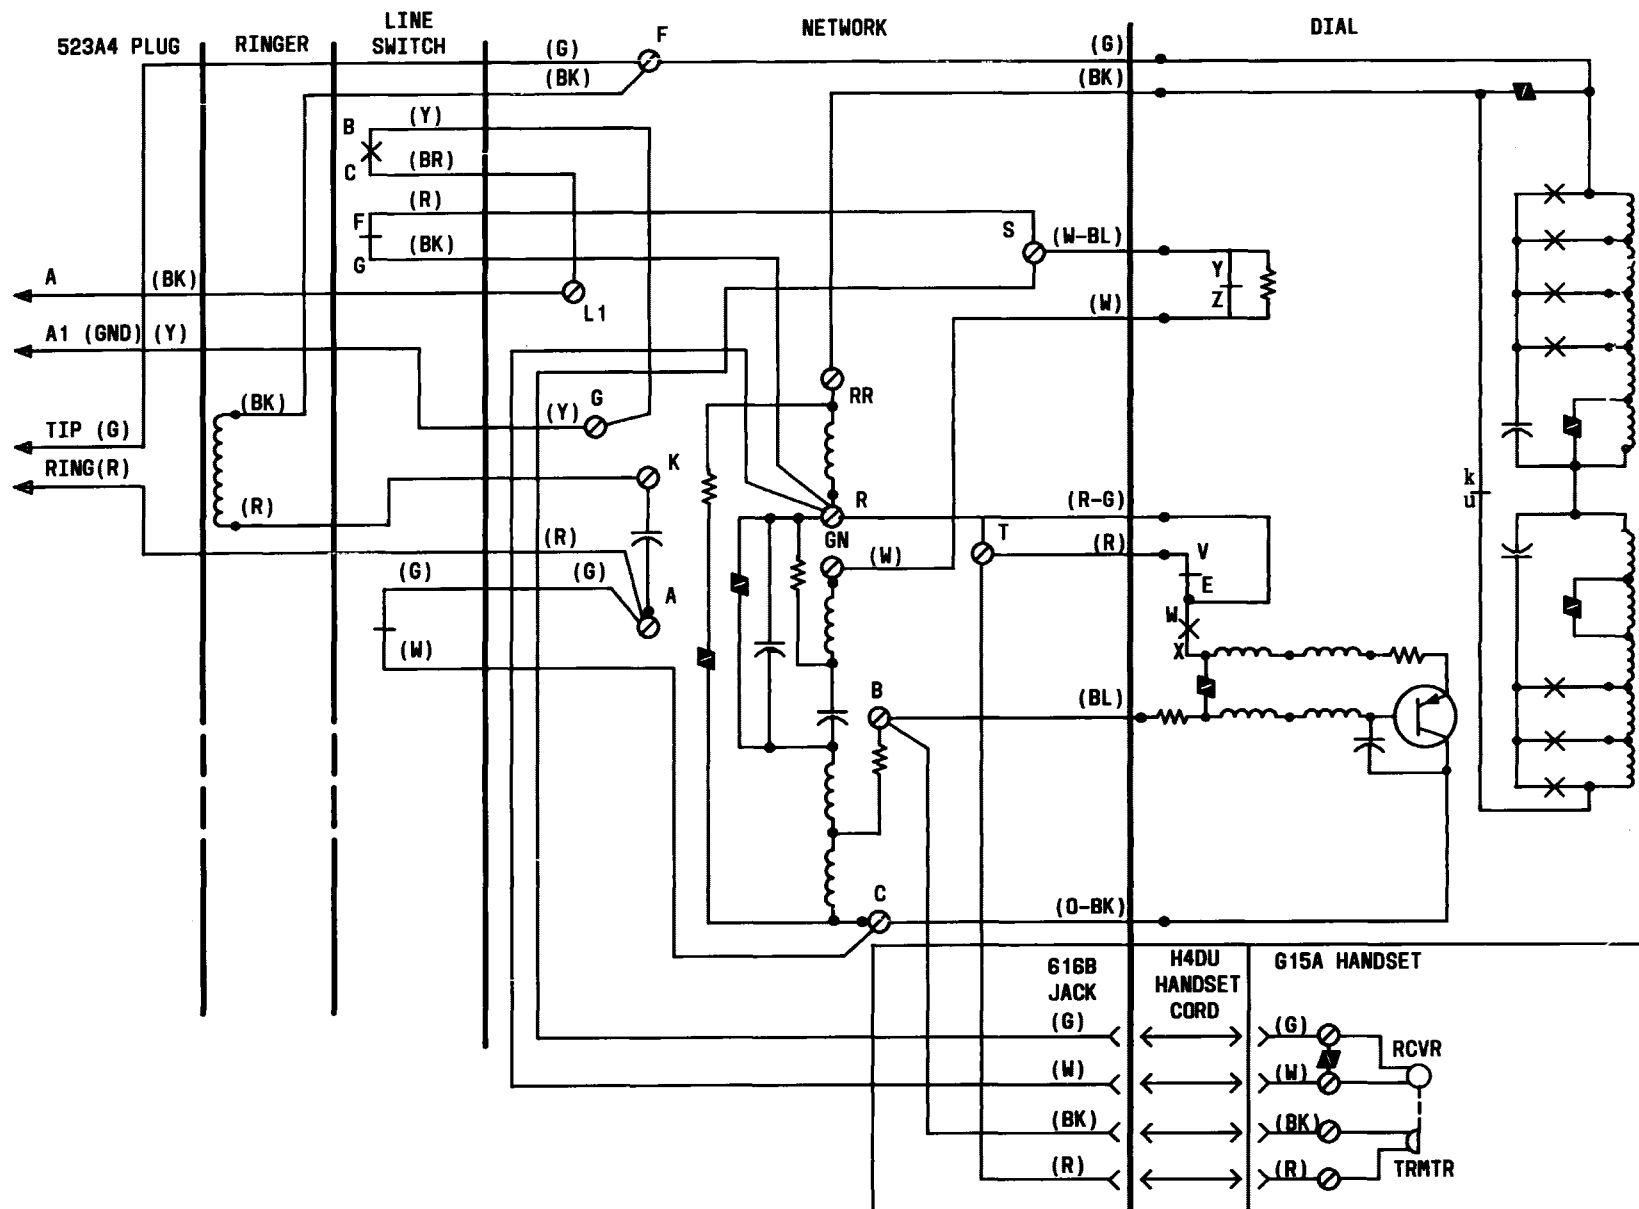 523A4 PLUG
RINGER
LINE
SWITCH
NETWORK
DIAL
(G)
F
(G)
(BK)
(BK)
B
(Y)
C
(BR)
F
(R)
G
(BK)
S
(W-BL)
Y
Z
(W)
A
(BK)
L1
A1 (GND) (Y)
(BK)
(Y)
G
RR
TIP (G)
RING(R)
K
k
u
(R)
R
(R-G)
GN
T
(R)
V
E
(R)
(W)
(G)
(G)
A
W
X
(W)
B
(BL)
C
(O-BK)
616B
JACK
H4DU
HANDSET
CORD
G15A HANDSET
(G)
(G)
RCVR
(W)
(W)
(BK)
(BK)
(R)
(R)
TRMTR